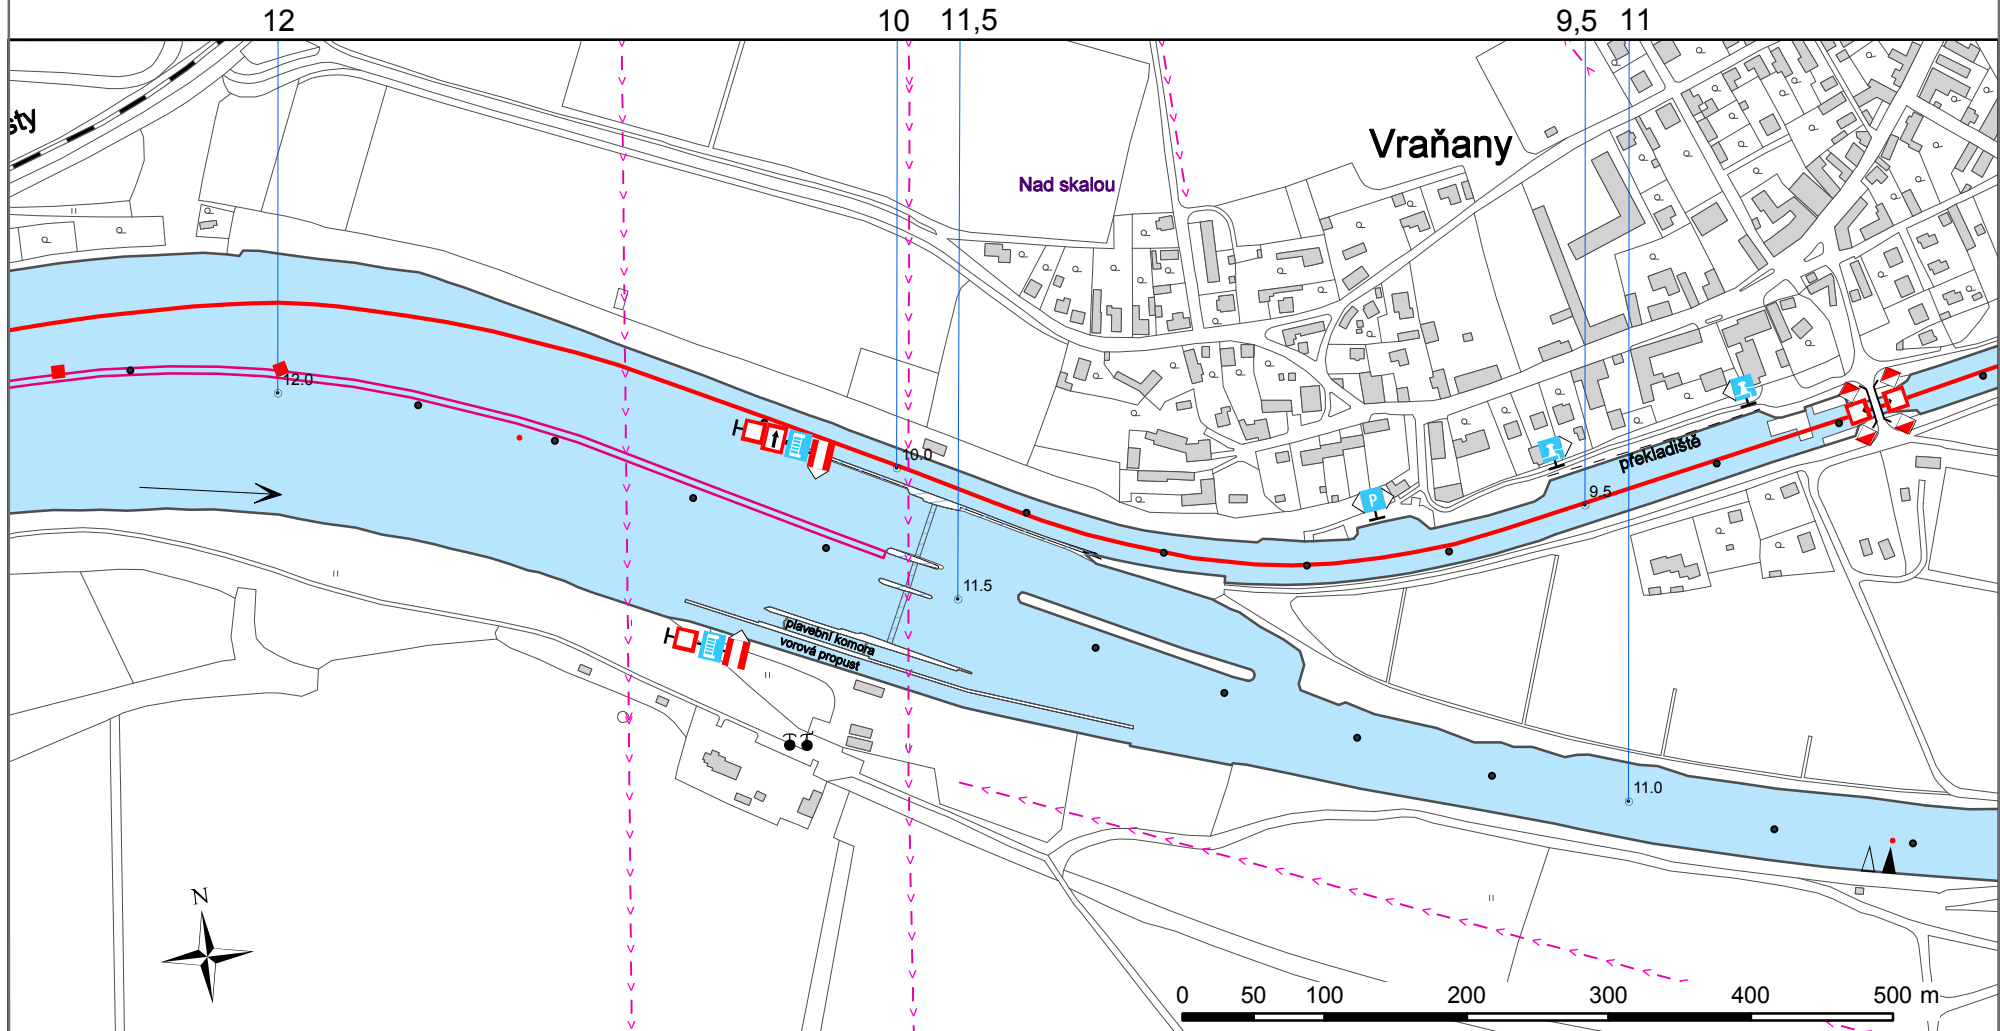 12
10
11,5
9,5
11
sty
Vraňany
Nad skalou
12.0
10.0
překladiště
9.5
P
11.5
plavební komora
vorová propust
11.0
N
0 50 100 200 300 400 500 m